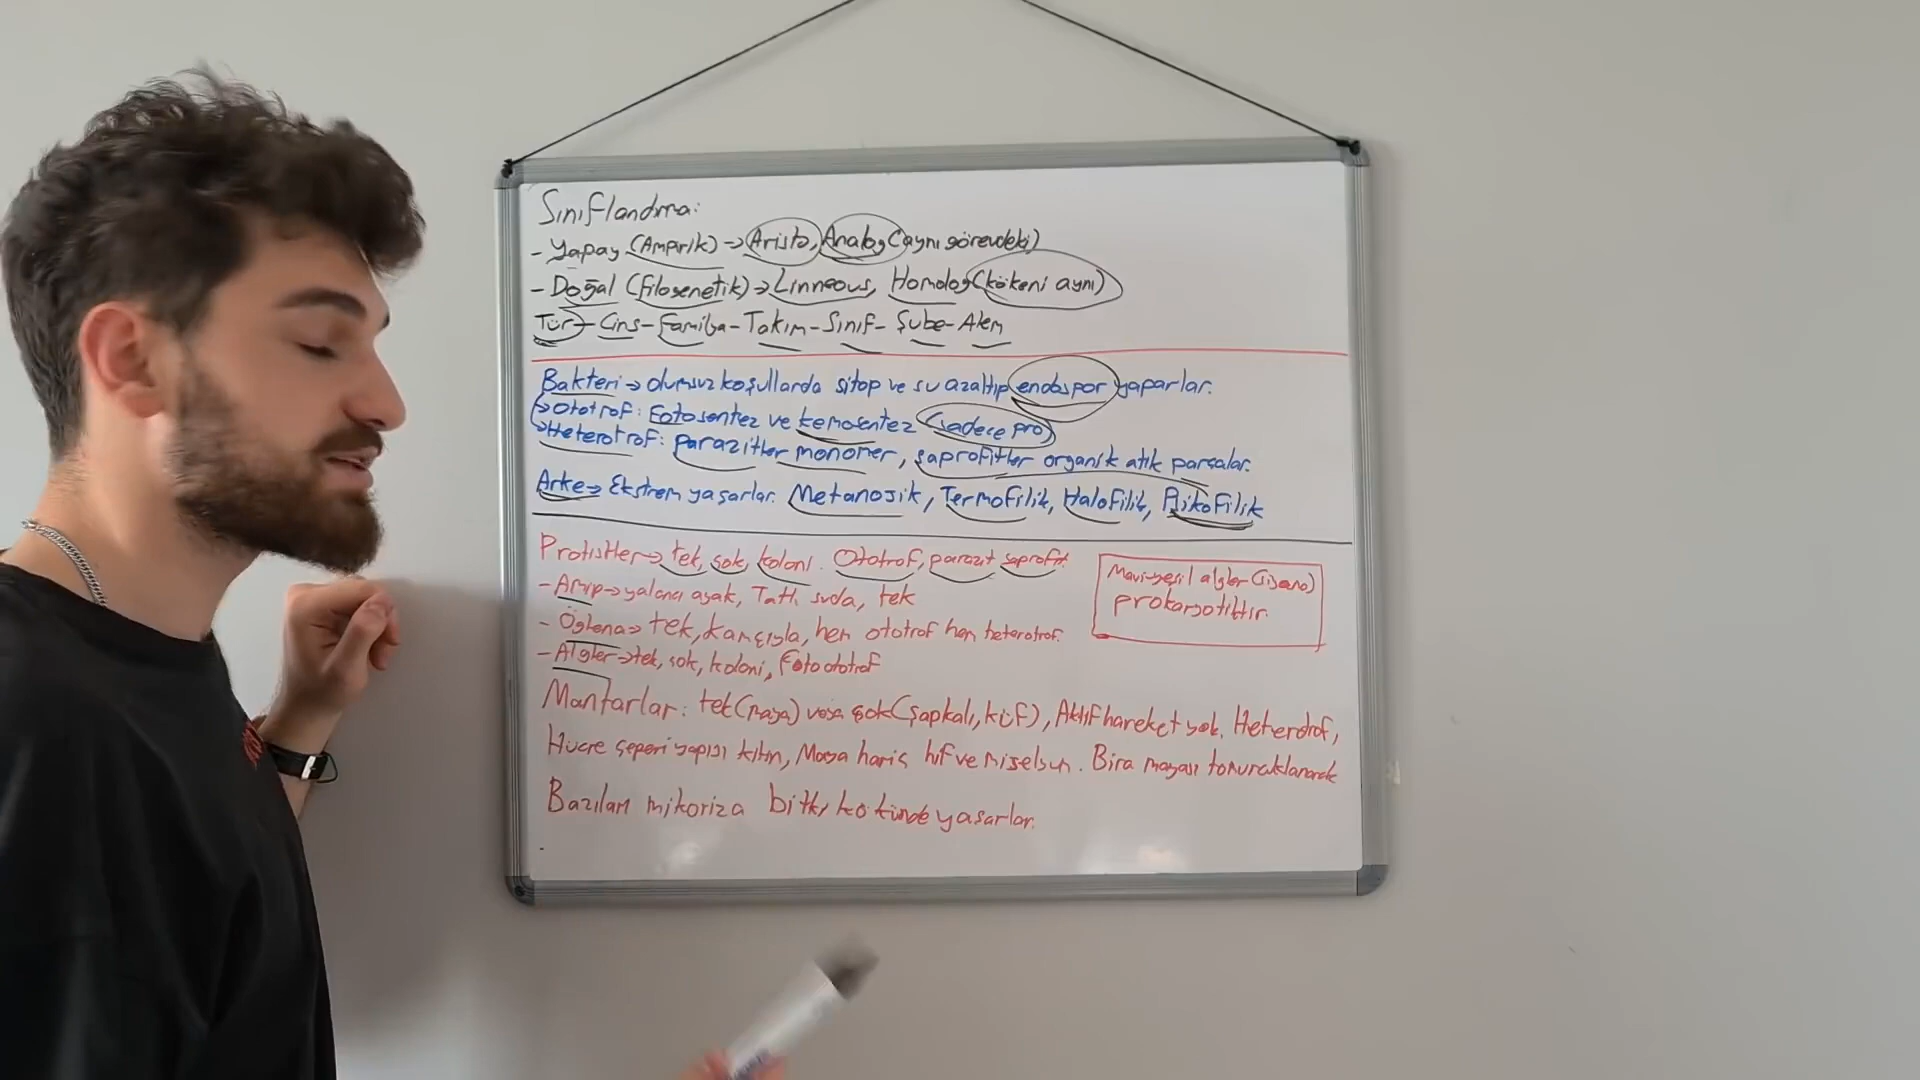 Sınıflandırma:
- Yapay (Ampirik) -> Aristo, Analog (aynı görevdeki)
- Doğal (filogenetik) -> Linneous, Homolog (kökeni aynı)
Tür - Cins - Familya - Takım - Sınıf - Şube - Alem
Bakteri -> olumsuz koşullarda sitop ve su azaltıp endospor yaparlar.
-> Ototrof: Fotosentez ve kemosentez (sadece pro)
-> Heterotrof: parazitler monomer, saprofitler organik atık parçalar.
Arke -> Ekstrem yaşarlar. Metanojik, Termofilik, Halofilik, Psikofilik
Protistler -> tek, çok, koloni. Ototrof, parazit saprofit.
- Amip -> yalancı ayak, Tatlı suda, tek
- Öglena -> tek, kamçıyla, hem ototrof hem heterotrof.
- Algler -> tek, çok, koloni, Fotoototrof
Mavi-yeşil algler (siyano)
prokaryotiktir.
Mantarlar: tek (maya) veya çok (şapkalı, küf), Aktif hareket yok. Heterotrof,
Hücre çeperi yapısı kitin, Maya hariç hif ve miselyum. Bira mayası tomurcuklanarak
Bazıları mikoriza bitki kökünde yaşarlar.